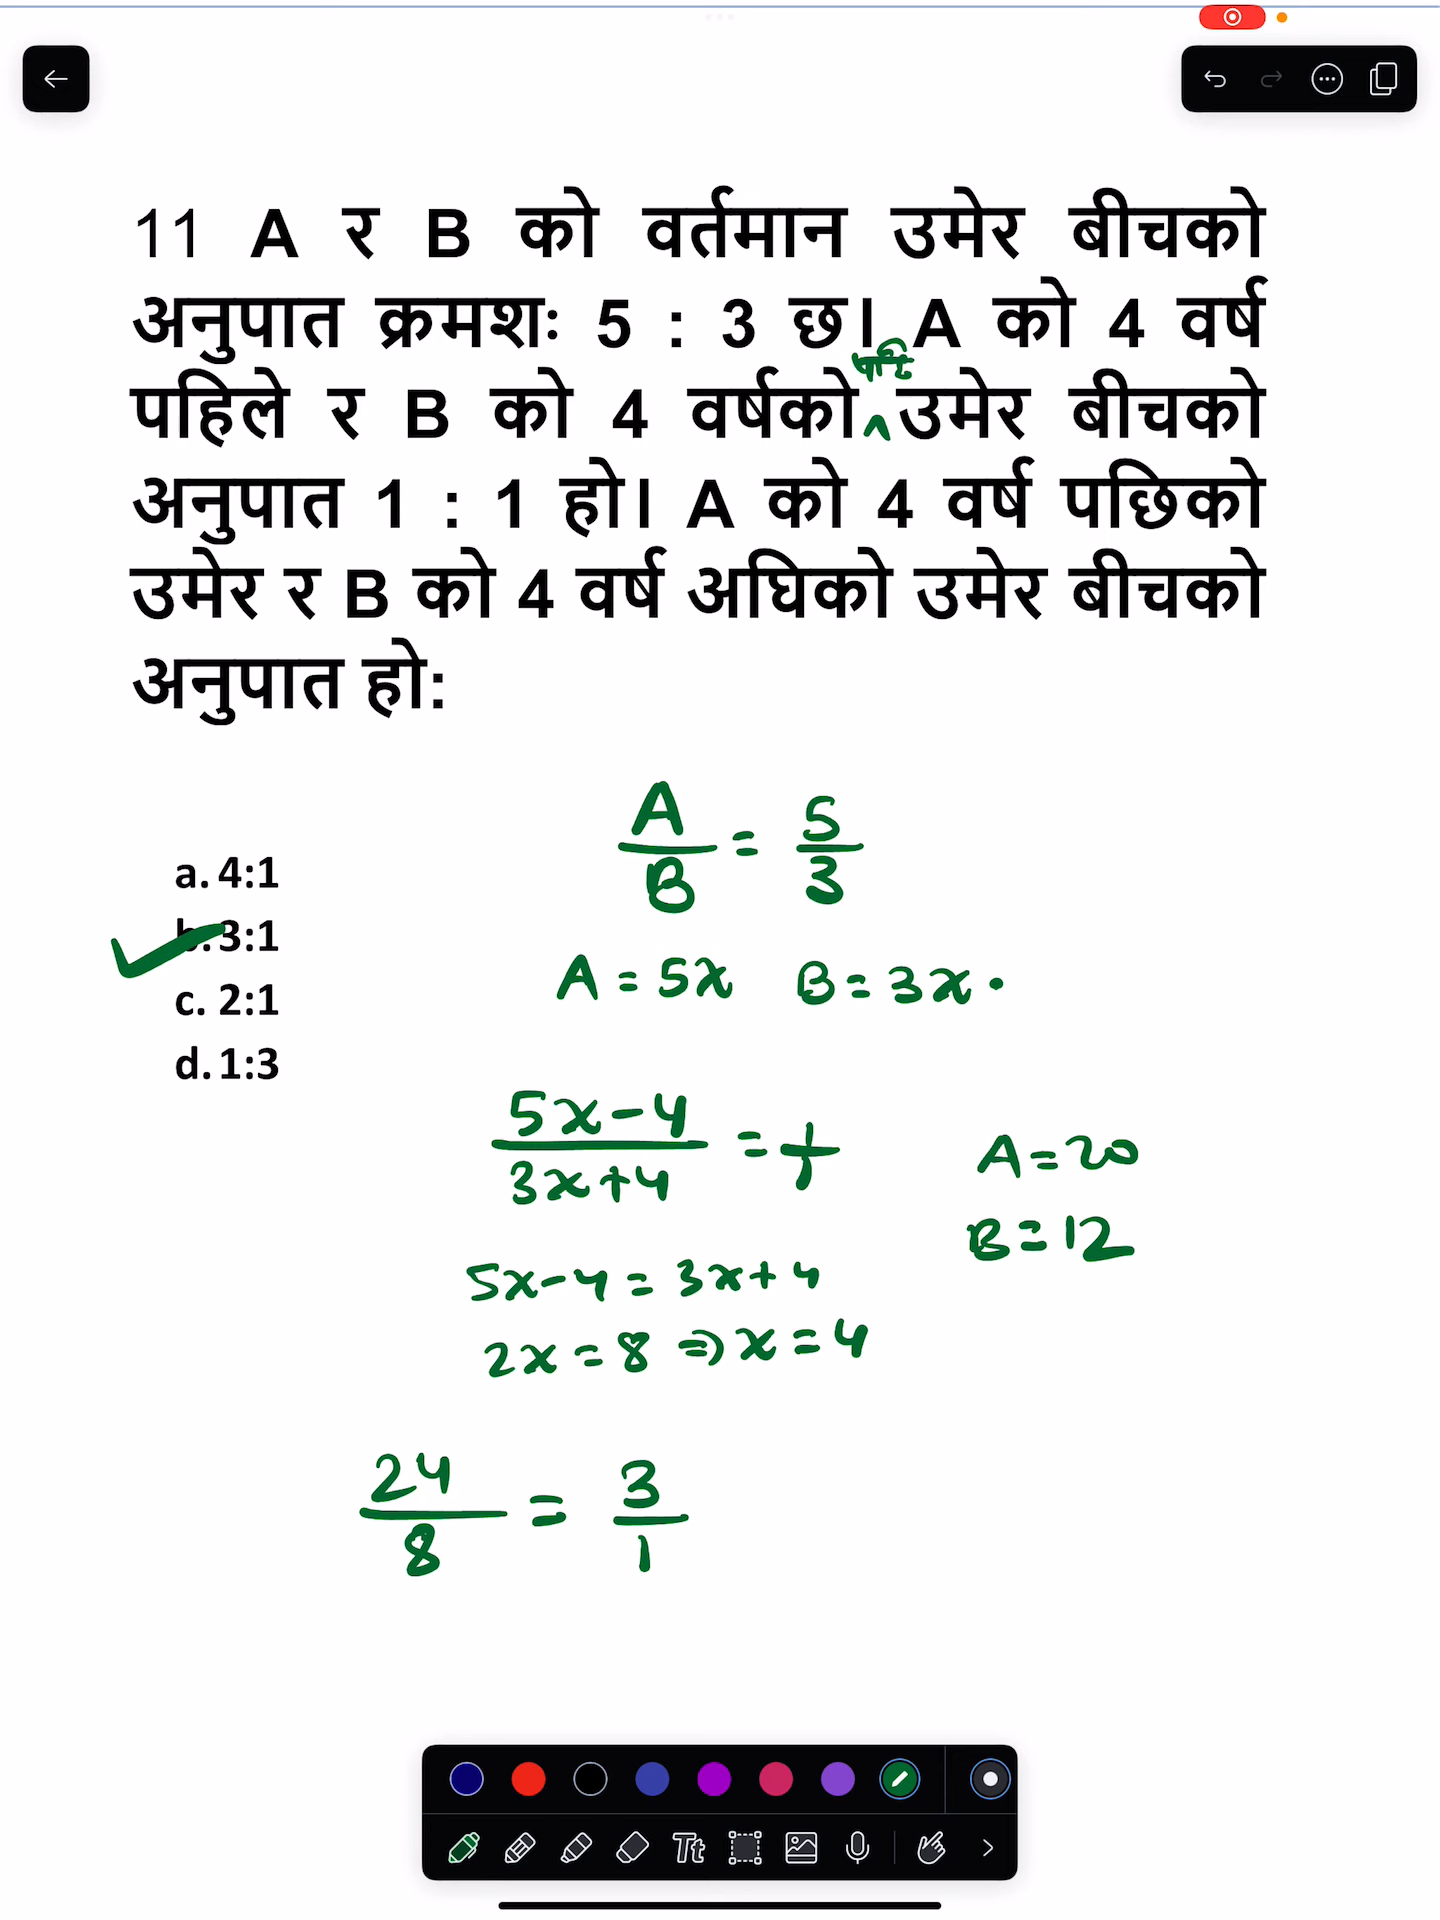 11 A र B को वर्तमान उमेर बीचको
अनुपात क्रमशः 5 : 3 छ। A को 4 वर्ष
पहिले र B को 4 वर्षको ^ उमेर बीचको
अनुपात 1 : 1 हो। A को 4 वर्ष पछिको
उमेर र B को 4 वर्ष अघिको उमेर बीचको
अनुपात हो:
a. 4:1
b. 3:1
c. 2:1
d. 1:3
A/B = 5/3
A = 5x B = 3x .
(5x-4)/(3x+4) = 1/1
A = 20
B = 12
5x-4 = 3x+4
2x = 8 ⇒ x = 4
24/8 = 3/1
Tt